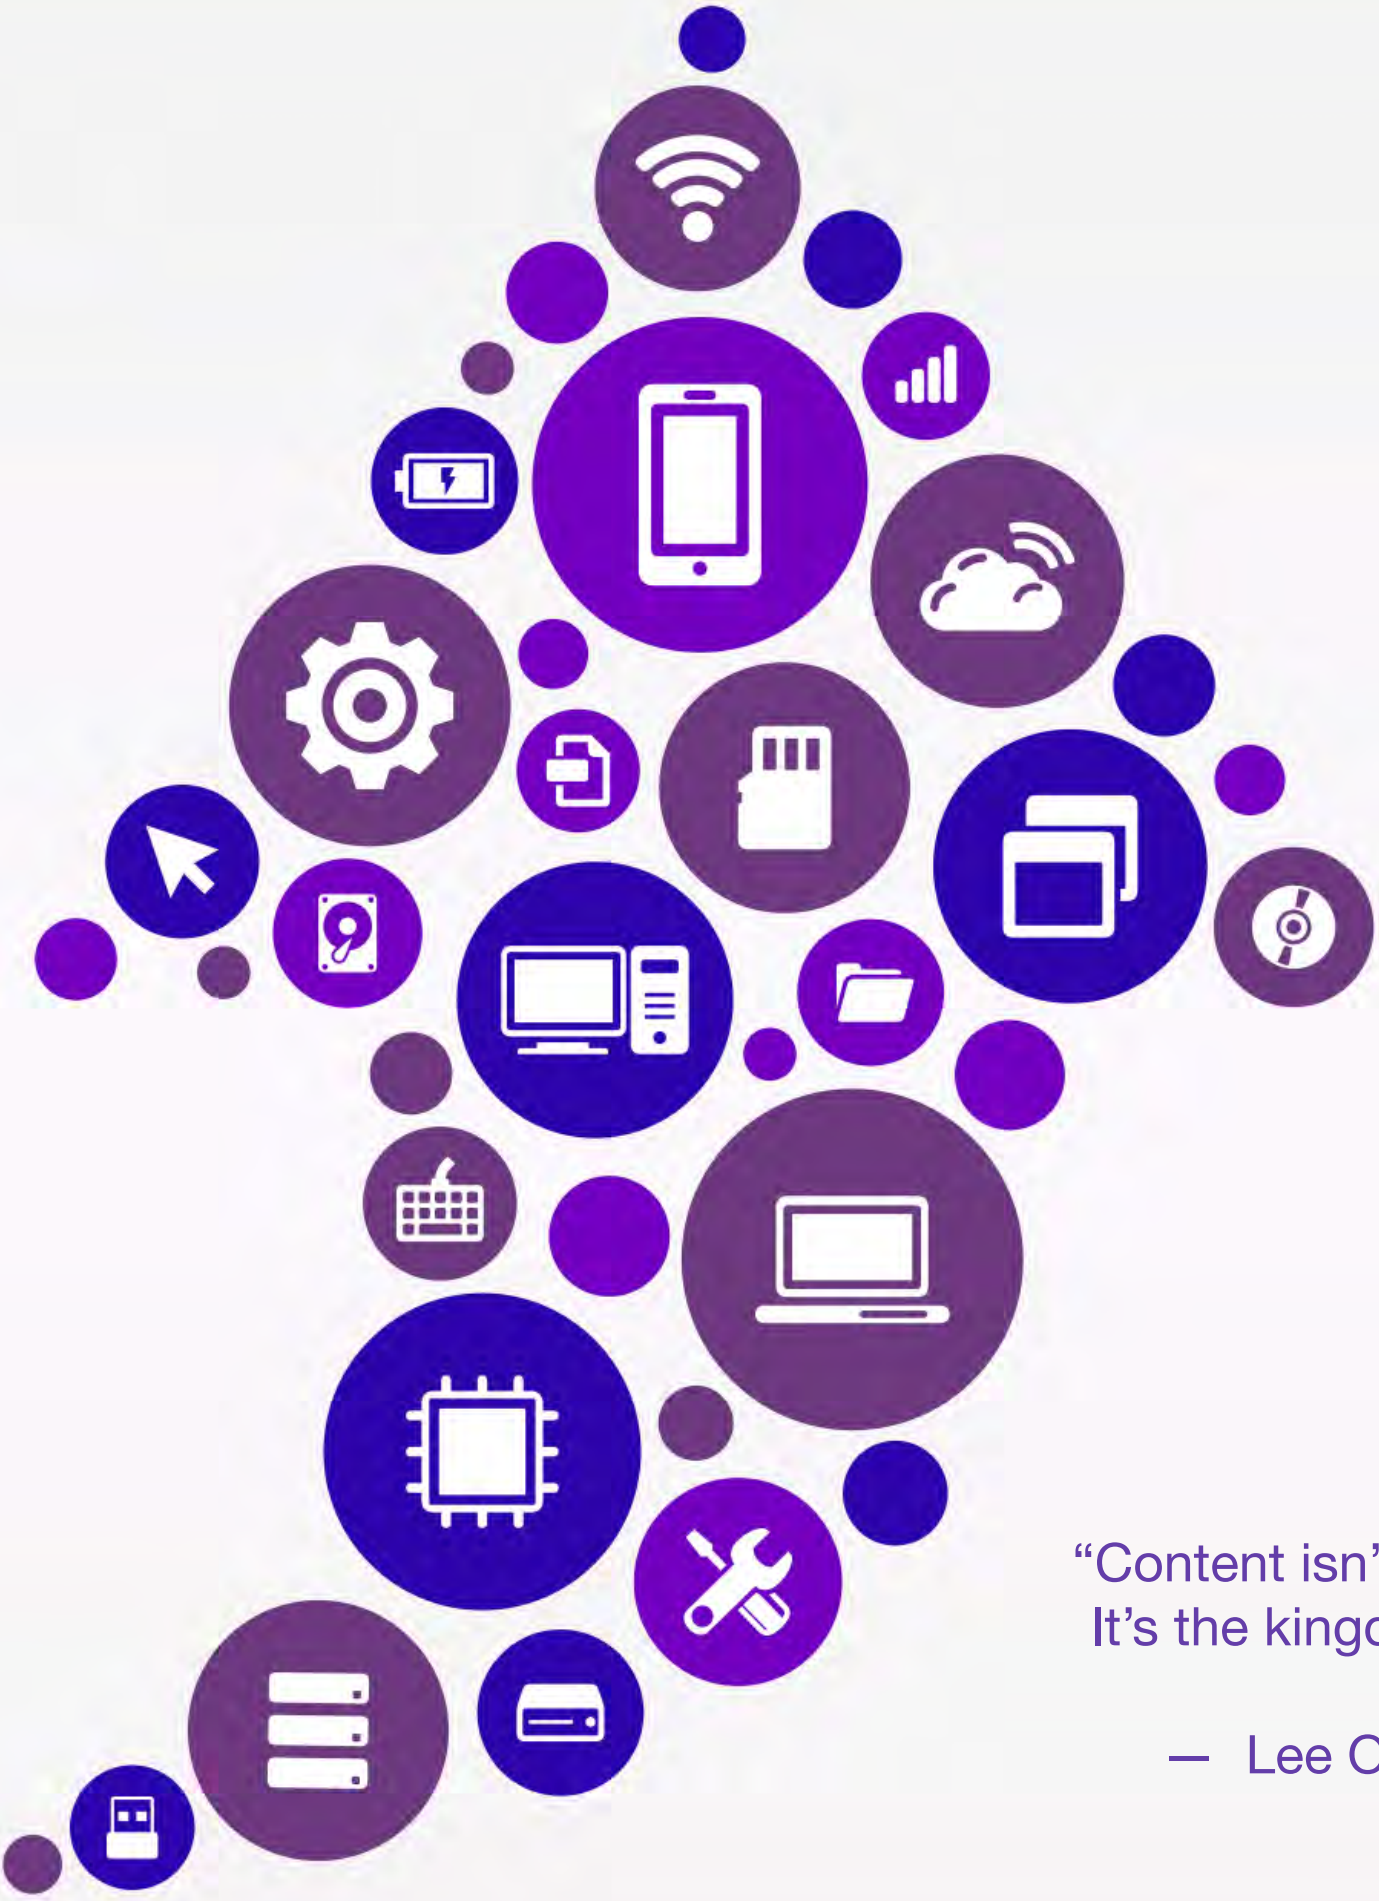 “Content isn’
It’s the kingd
— Lee O